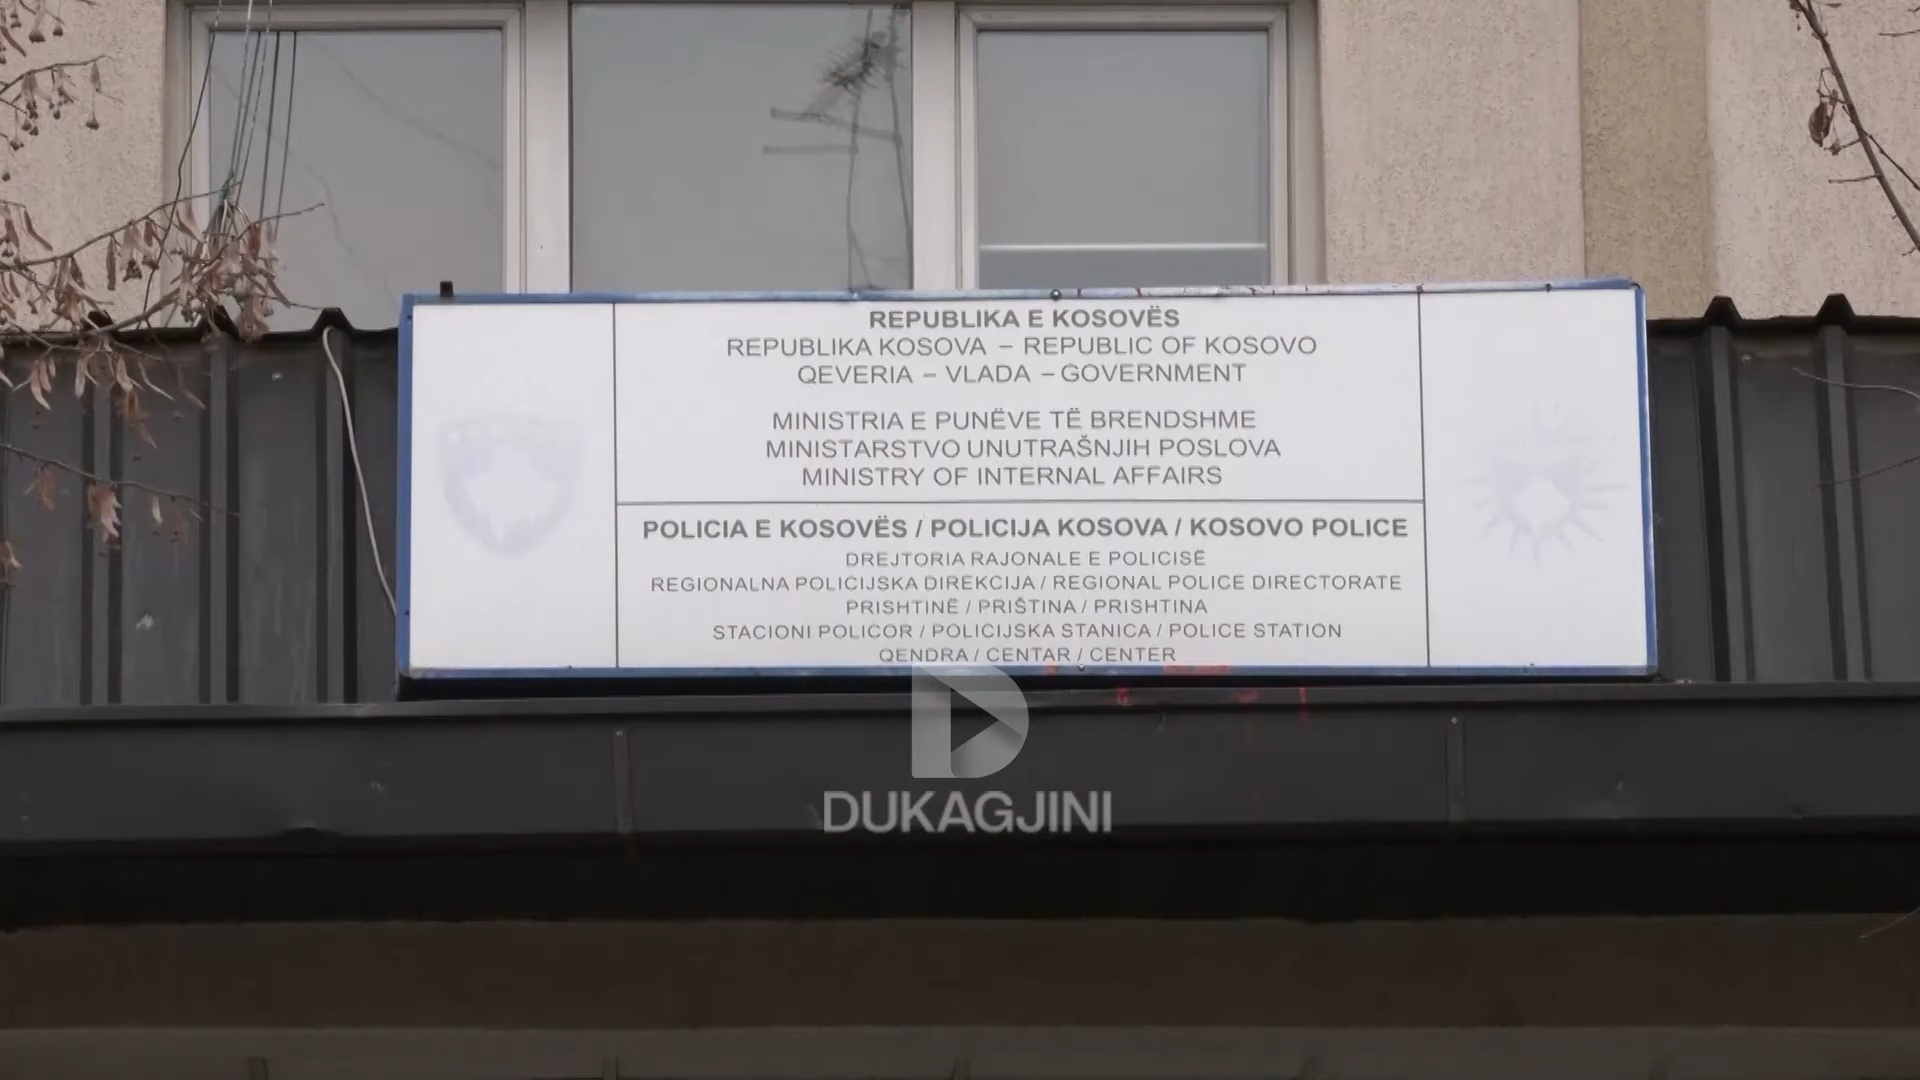 REPUBLIKA E KOSOVËS
REPUBLIKA KOSOVA – REPUBLIC OF KOSOVO
QEVERIA – VLADA – GOVERNMENT
MINISTRIA E PUNËVE TË BRENDSHME
MINISTARSTVO UNUTRAŠNJIH POSLOVA
MINISTRY OF INTERNAL AFFAIRS
POLICIA E KOSOVËS / POLICIJA KOSOVA / KOSOVO POLICE
DREJTORIA RAJONALE E POLICISË
REGIONALNA POLICIJSKA DIREKCIJA / REGIONAL POLICE DIRECTORATE
PRISHTINË / PRIŠTINA / PRISHTINA
STACIONI POLICOR / POLICIJSKA STANICA / POLICE STATION
QENDRA / CENTAR / CENTER
DUKAGJINI